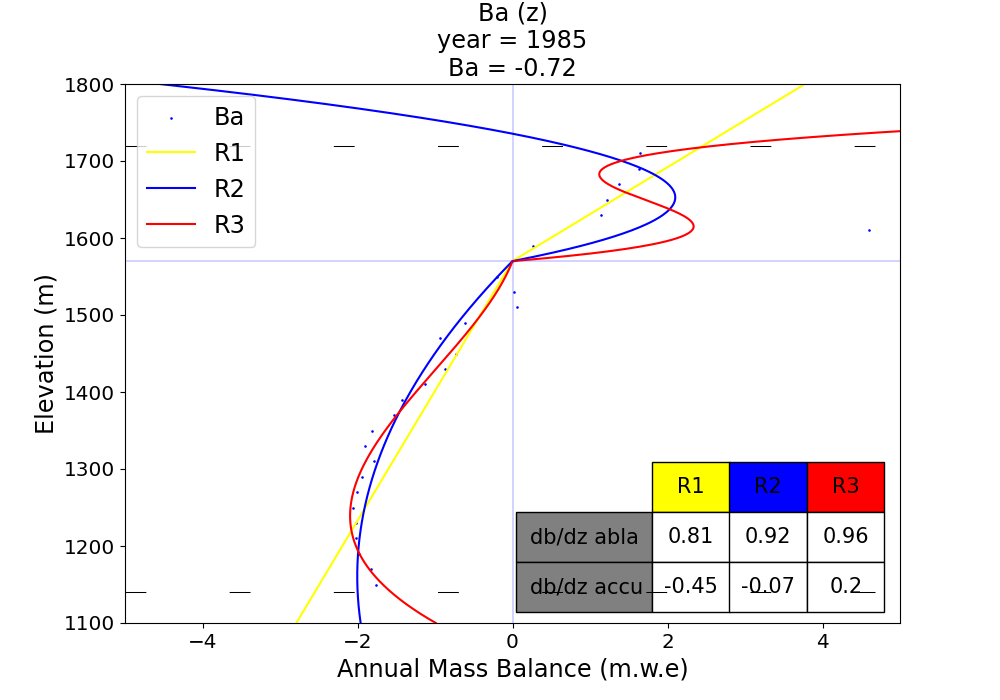 Ba (z)
year = 1985
Ba = -0.72
Elevation (m)
1800
1700
1600
1500
1400
1300
1200
1100
Ba
R1
R2
R3
R1 R2 R3
db/dz abla 0.81 0.92 0.96
db/dz accu -0.45 -0.07 0.2
−4 −2 0 2 4
Annual Mass Balance (m.w.e)